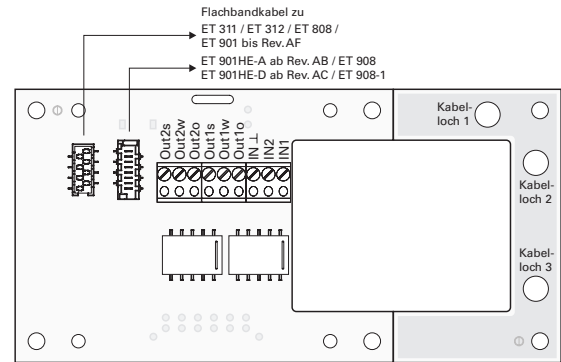 Flachbandkabel zu
ET 311 / ET 312 / ET 808 /
ET 901 bis Rev. AF
ET 901HE-A ab Rev. AB / ET 908
ET 901HE-D ab Rev. AC / ET 908-1
Out2s
Out2w
Out2o
Out1s
Out1w
Out1o
IN ⊥
IN2
IN1
Kabel-
loch 1
Kabel-
loch 2
Kabel-
loch 3